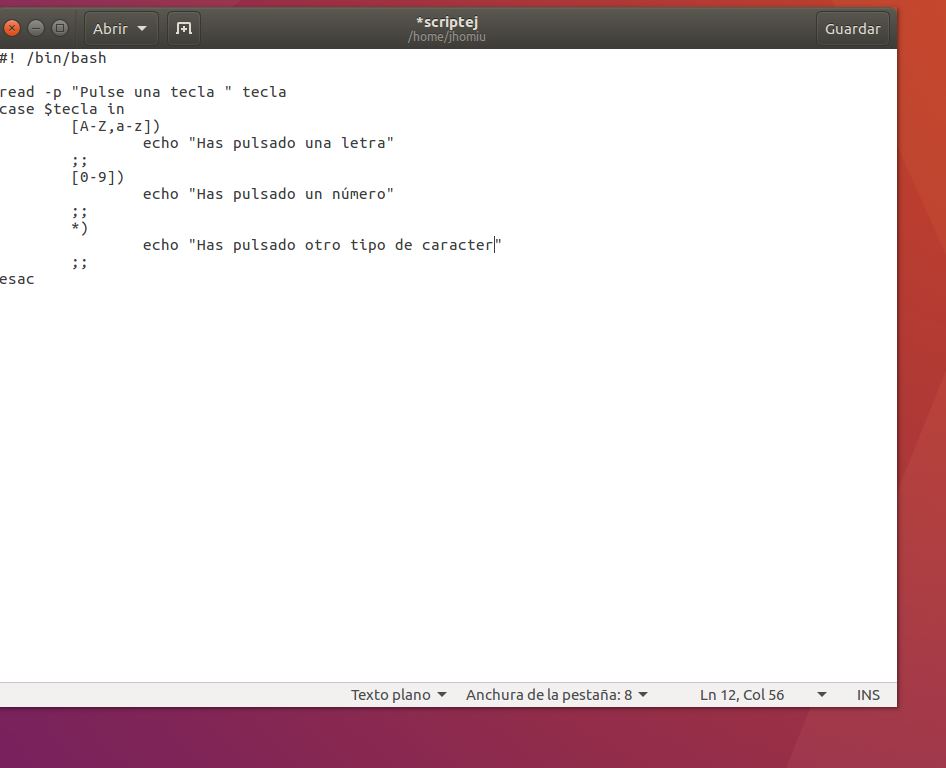 Abrir
*scriptej
/home/jhomiu
Guardar
#! /bin/bash
read -p "Pulse una tecla " tecla
case $tecla in
[A-Z,a-z])
echo "Has pulsado una letra"
;;
[0-9])
echo "Has pulsado un número"
;;
*)
echo "Has pulsado otro tipo de caracter"
;;
esac
Texto plano
Anchura de la pestaña: 8
Ln 12, Col 56
INS